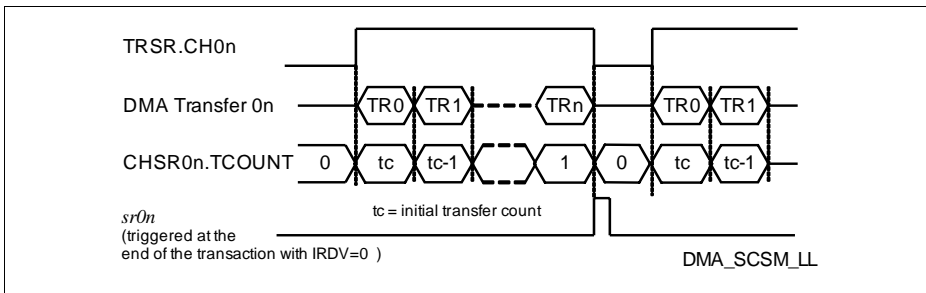 TRSR.CH0n
DMA Transfer 0n TR0 TR1 TRn TR0 TR1
CHSR0n.TCOUNT 0 tc tc-1 1 0 tc tc-1
sr0n
tc = initial transfer count
(triggered at the
end of the transaction with IRDV=0 )
DMA_SCSM_LL